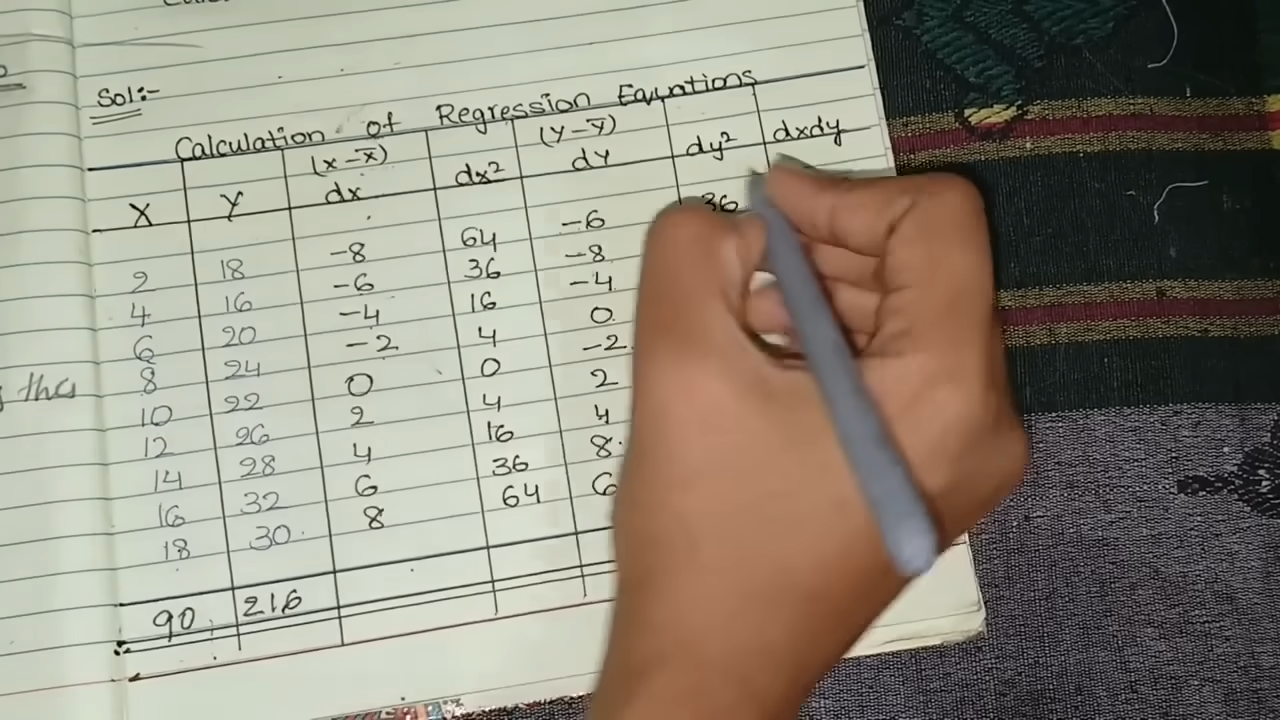 Sol:-
Calculation of Regression Equations
X Y (x-x̅) dx dx² (y-y̅) dy dy² dxdy
2 18 -8 64 -6 36
4 16 -6 36 -8
6 20 -4 16 -4
8 24 -2 4 0
10 22 0 0 -2
12 26 2 4 2
14 28 4 16 4
16 32 6 36 8
18 30 8 64 6
90 216
this